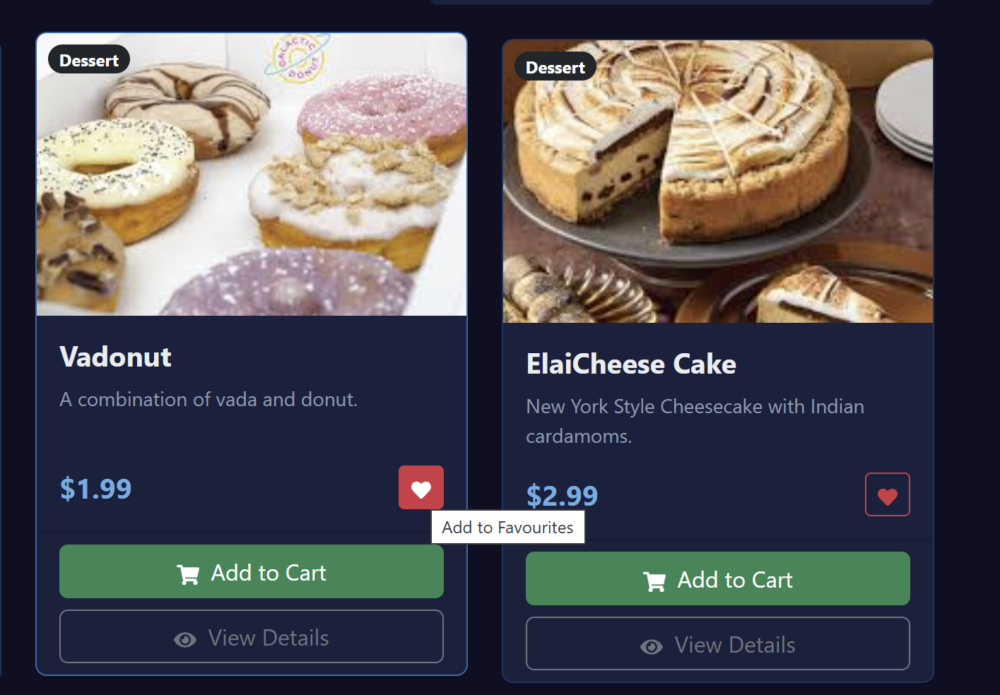 Dessert
GALACTIC
DONUT
Vadonut
A combination of vada and donut.
$1.99
Add to Favourites
Add to Cart
View Details
Dessert
ElaiCheese Cake
New York Style Cheesecake with Indian
cardamoms.
$2.99
Add to Cart
View Details